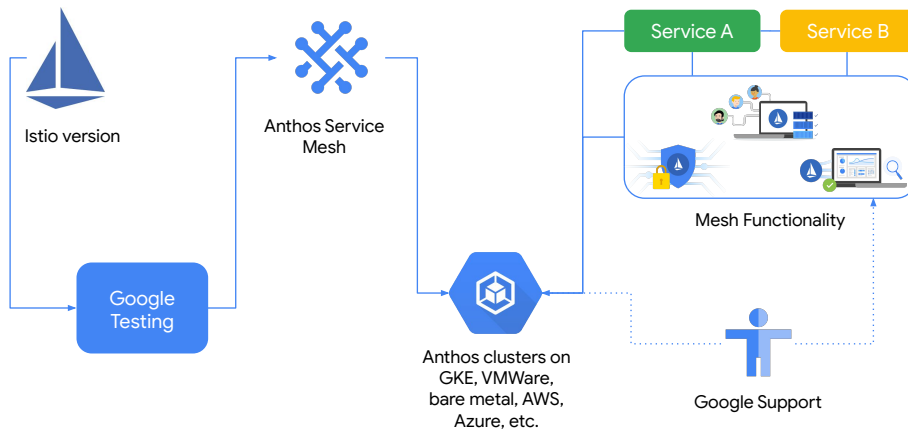 Service A
Service B
Istio version
Anthos Service
Mesh
Mesh Functionality
Google
Testing
Anthos clusters on
GKE, VMWare,
bare metal, AWS,
Azure, etc.
Google Support